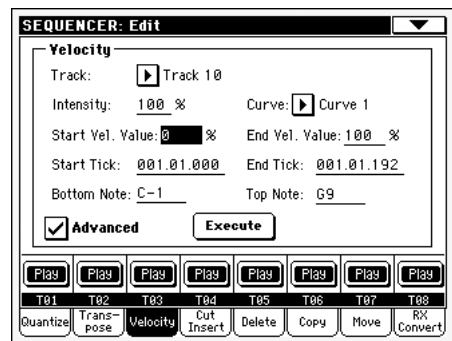 SEQUENCER: Edit
Velocity
Track: Track 10
Intensity: 100 % Curve: Curve 1
Start Vel. Value: 0 % End Vel. Value: 100 %
Start Tick: 001.01.000 End Tick: 001.01.192
Bottom Note: C-1 Top Note: G9
Advanced Execute
Play Play Play Play Play Play Play Play
T01 T02 T03 T04 T05 T06 T07 T08
Quantize Trans-pose Velocity Cut Insert Delete Copy Move RX Convert